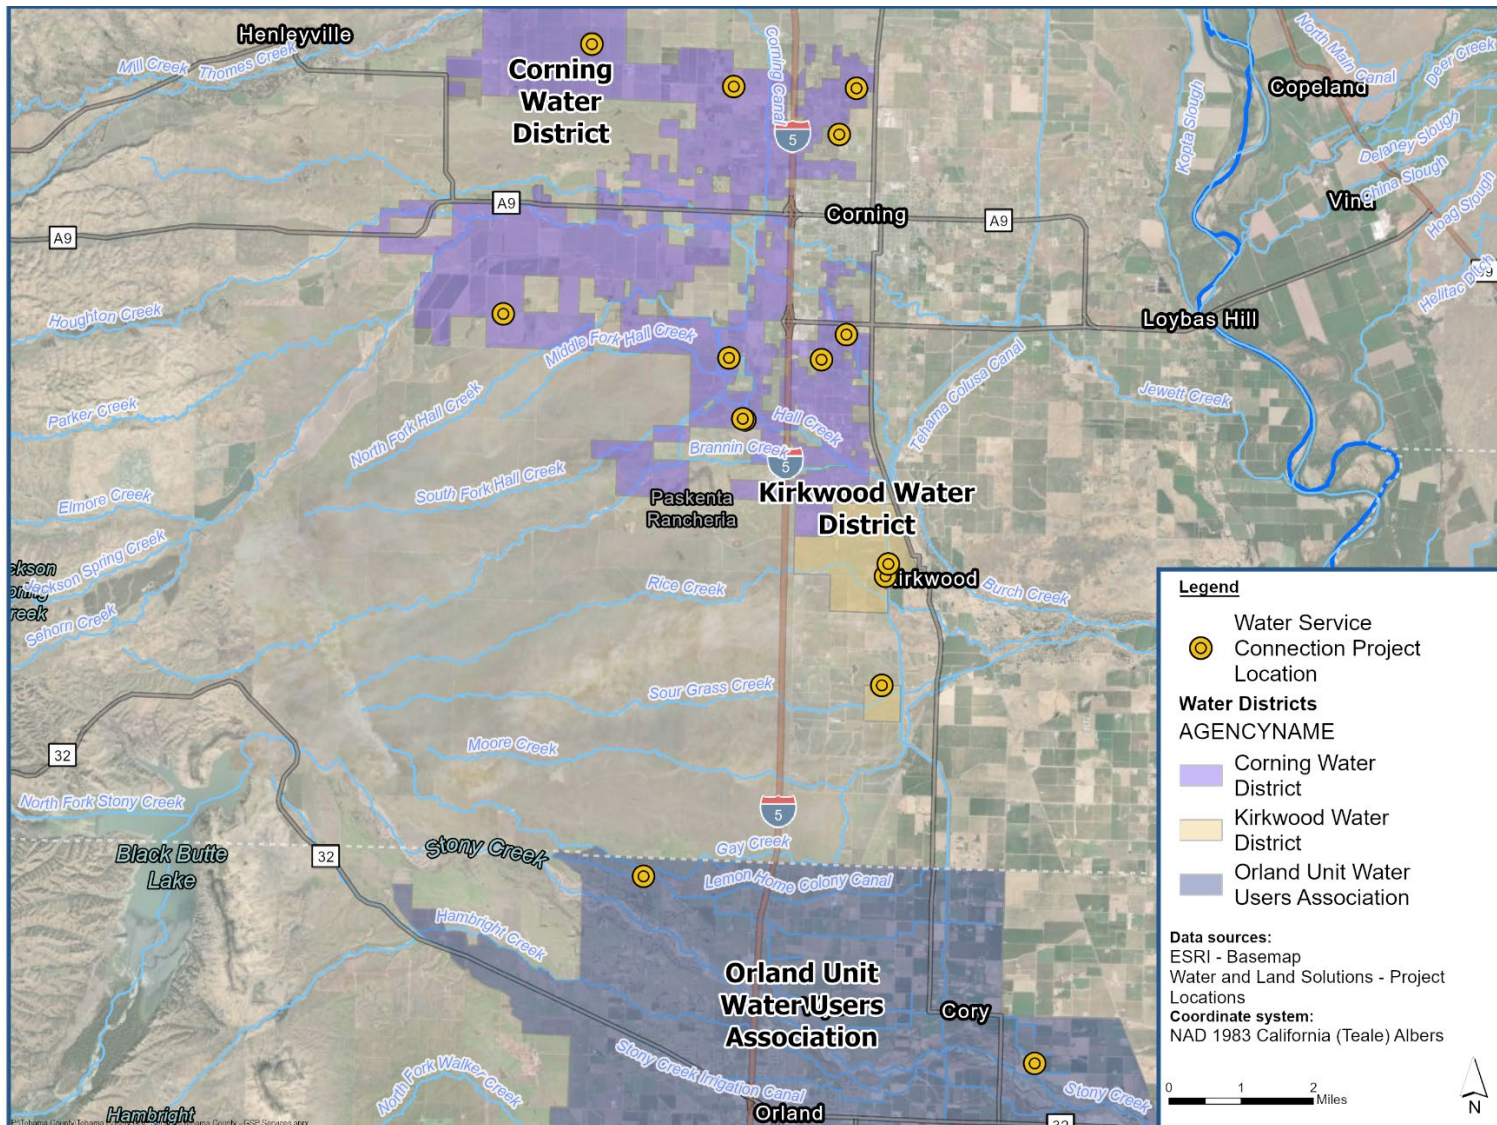 Henleyville
Mill Creek
Thomes Creek
Corning
Water
District
Corning Canal
5
North Main Canal
Deer Creek
Copeland
Kopta Slough
Delaney Slough
China Slough
Vina
Hoag Slough
A9
A9
Corning
A9
Helltac Ditch
Loybas Hill
Houghton Creek
Middle Fork Hall Creek
Parker Creek
North Fork Hall Creek
Tehama Colusa Canal
Jewett Creek
Hall Creek
Brannin Creek
5
South Fork Hall Creek
Elmore Creek
Paskenta
Rancheria
Kirkwood Water
District
Jackson Spring Creek
Sehorn Creek
Rice Creek
Kirkwood
Burch Creek
Sour Grass Creek
Moore Creek
32
North Fork Stony Creek
Black Butte
Lake
32
Stony Creek
5
Gay Creek
Lemon Home Colony Canal
Hambright Creek
Orland Unit
Water Users
Association
Cory
Stony Creek Irrigation Canal
North Fork Walker Creek
Stony Creek
Hambright
Orland
32
Legend
Water Service
Connection Project
Location
Water Districts
AGENCYNAME
Corning Water
District
Kirkwood Water
District
Orland Unit Water
Users Association
Data sources:
ESRI - Basemap
Water and Land Solutions - Project
Locations
Coordinate system:
NAD 1983 California (Teale) Albers
0 1 2
Miles
N